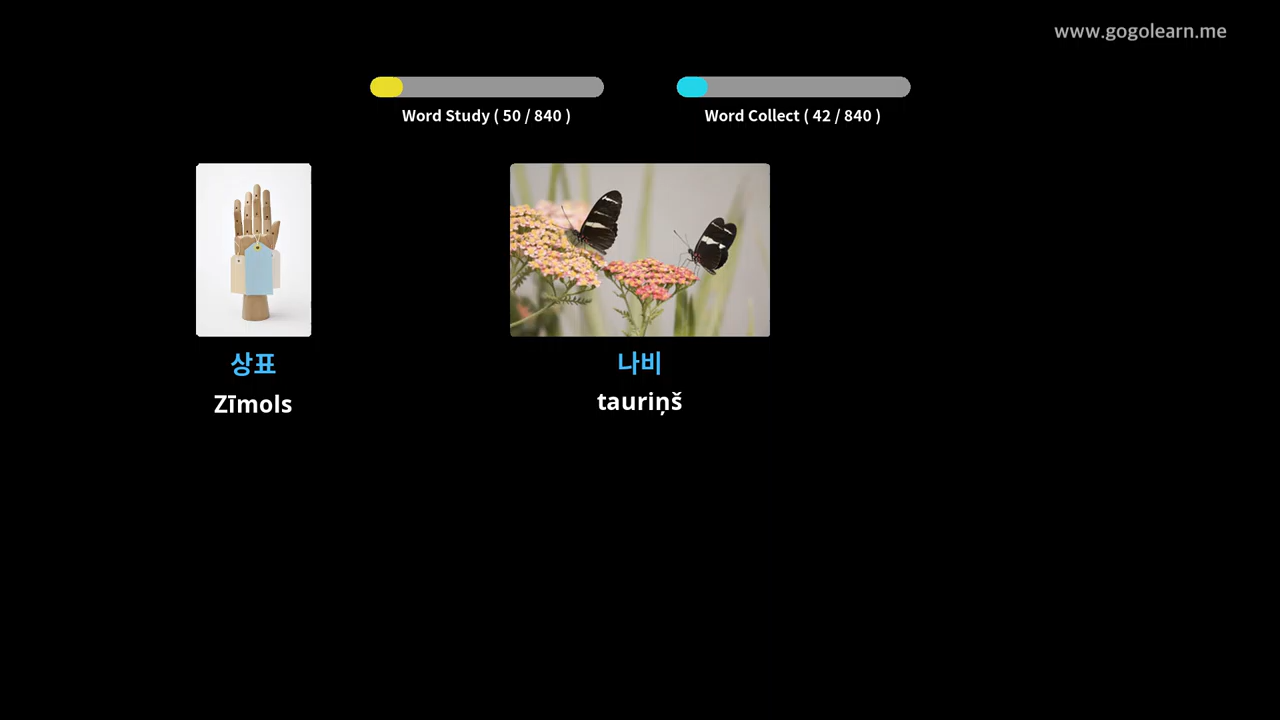 www.gogolearn.me
Word Study ( 50 / 840 )
Word Collect ( 42 / 840 )
상표
Zīmols
나비
tauriņš